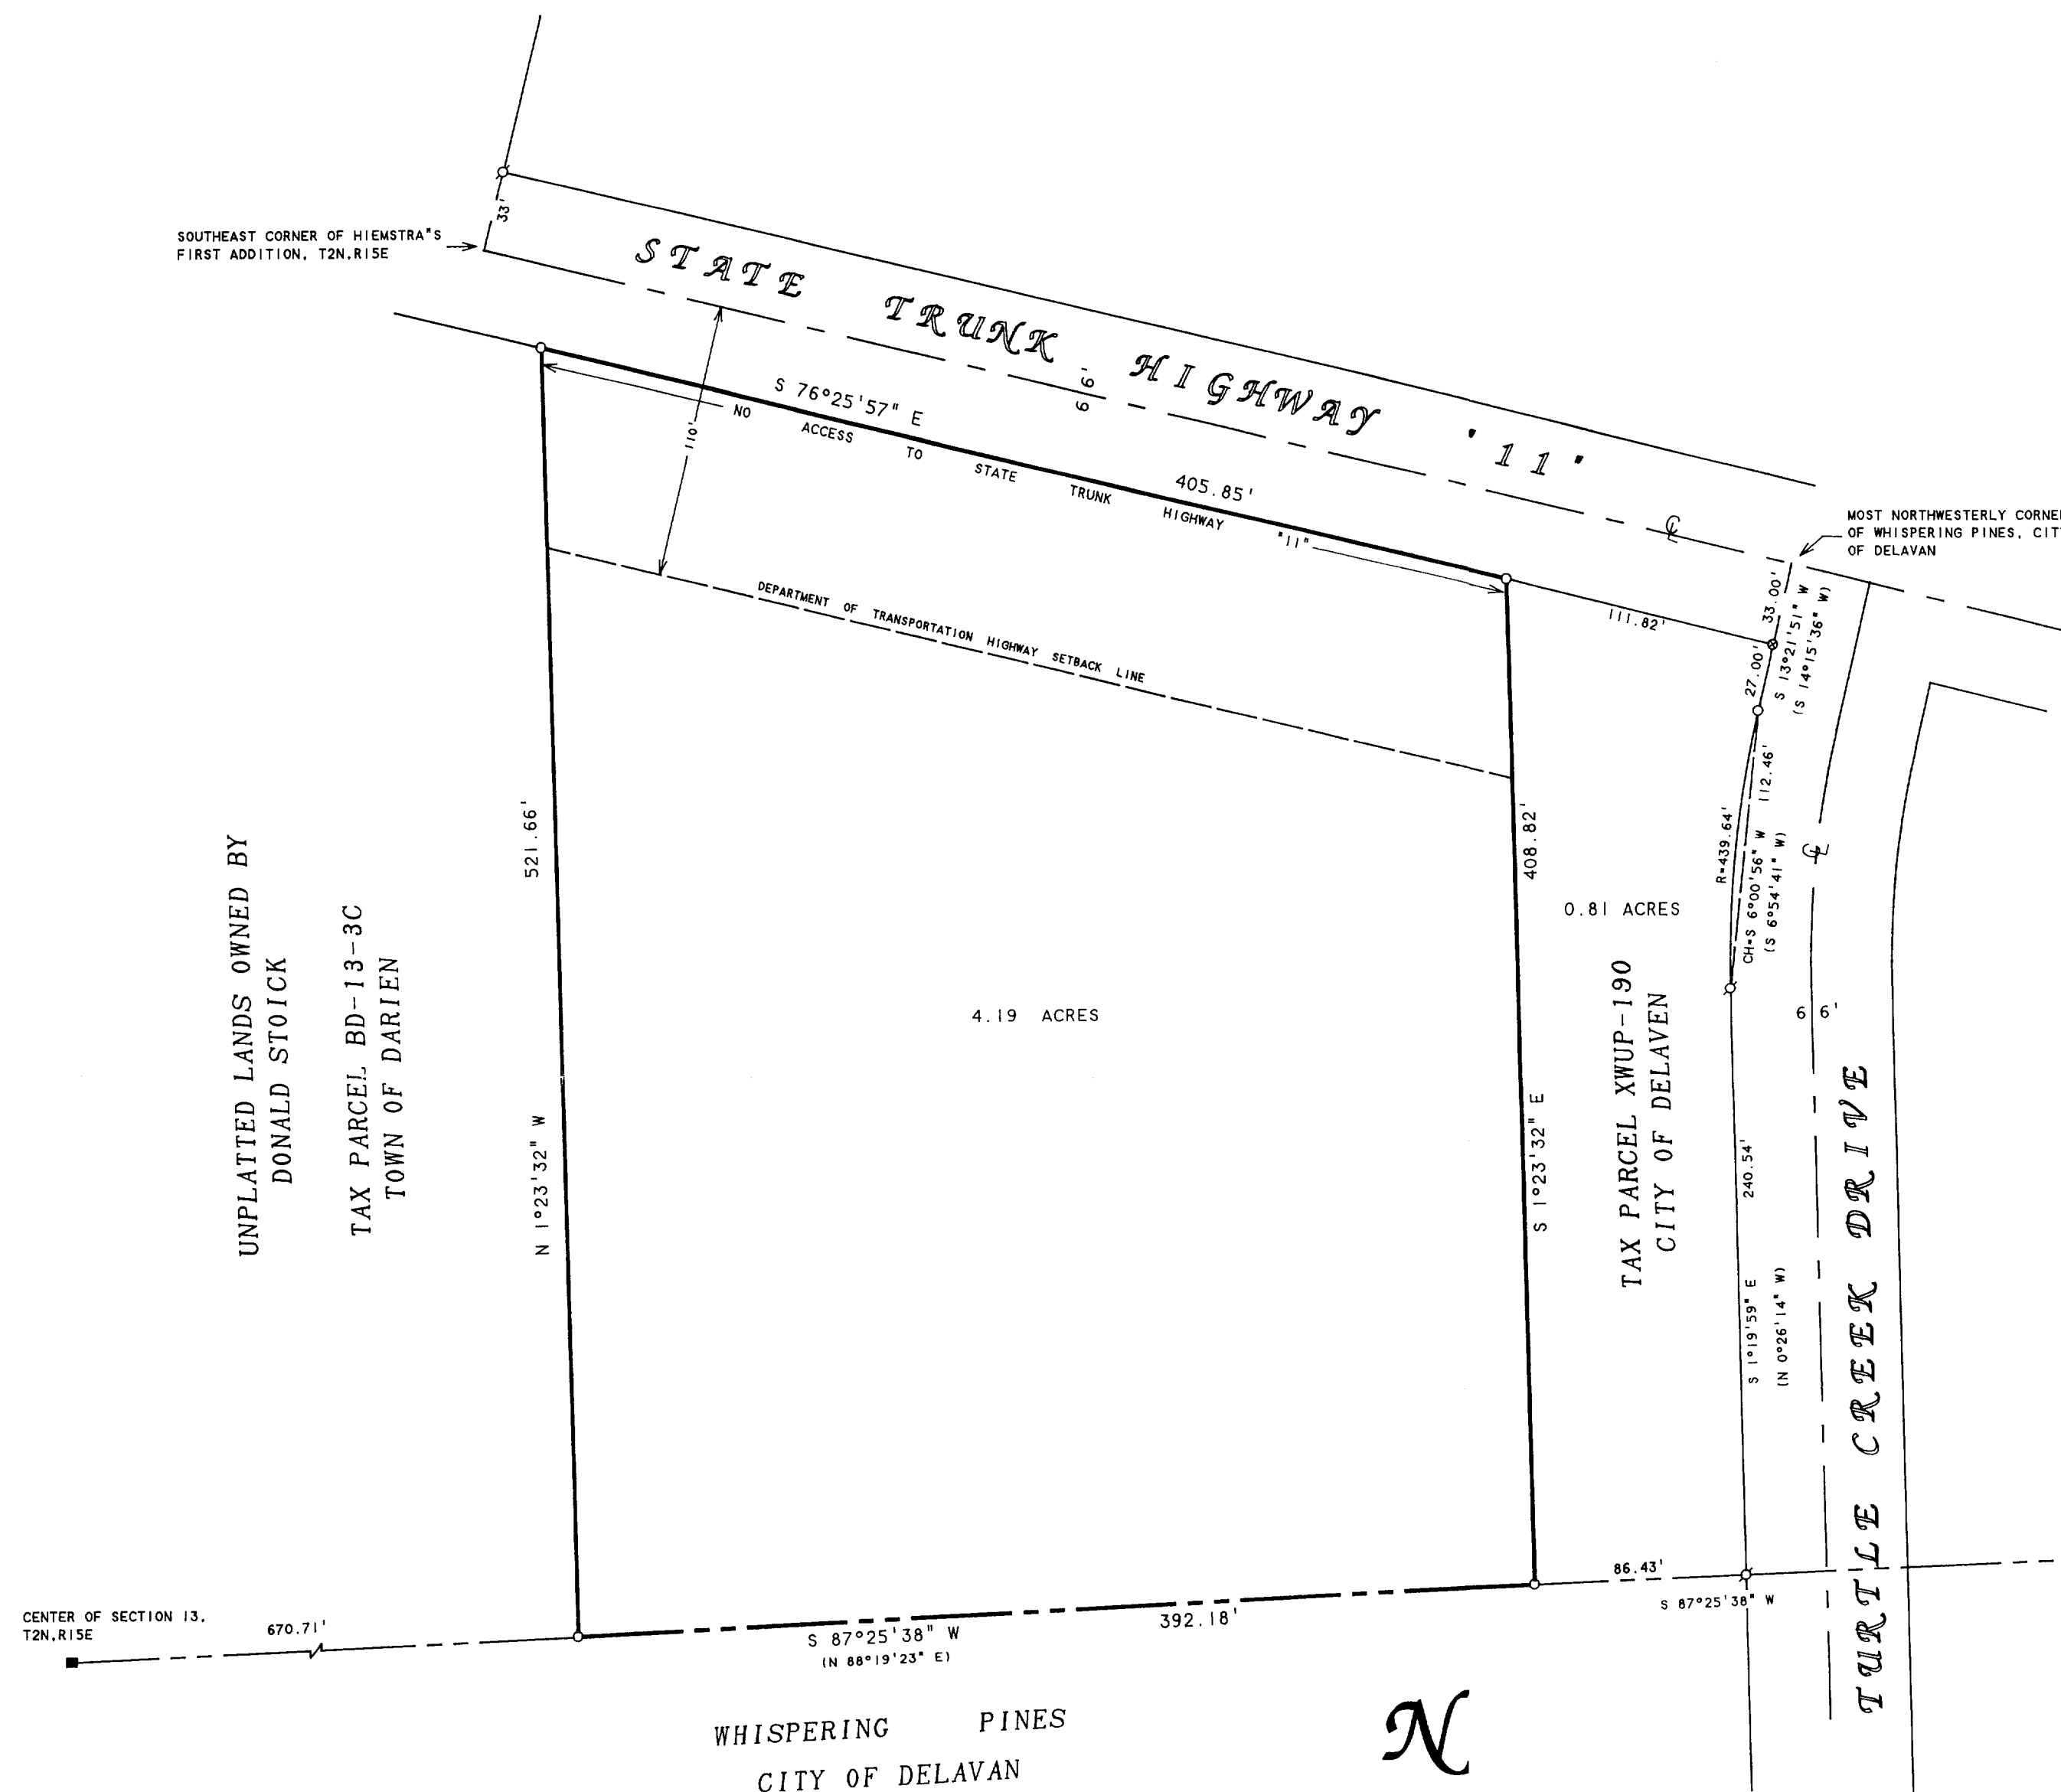 33'
SOUTHEAST CORNER OF HIEMSTRA"S
FIRST ADDITION, T2N,R15E
STATE TRUNK HIGHWAY "11"
66'
S 76°25'57" E
405.85'
NO ACCESS TO STATE TRUNK HIGHWAY "11"
110'
DEPARTMENT OF TRANSPORTATION HIGHWAY SETBACK LINE
MOST NORTHWESTERLY CORNE
OF WHISPERING PINES, CIT
OF DELAVAN
111.82'
33.00'
27.00'
S 13°21'51" W
(S 14°15'36" W)
521.66'
N 1°23'32" W
408.82'
S 1°23'32" E
R=439.64'
CH=S 6°00'56" W 112.46'
(S 6°54'41" W)
0.81 ACRES
4.19 ACRES
UNPLATTED LANDS OWNED BY
DONALD STOICK
TAX PARCEL BD-13-3C
TOWN OF DARIEN
TAX PARCEL XWUP-190
CITY OF DELAVEN
66'
240.54'
S 1°19'59" E
(N 0°26'14" W)
TURTLE CREEK DRIVE
86.43'
S 87°25'38" W
CENTER OF SECTION 13,
T2N,R15E
670.71'
392.18'
S 87°25'38" W
(N 88°19'23" E)
WHISPERING PINES
CITY OF DELAVAN
N